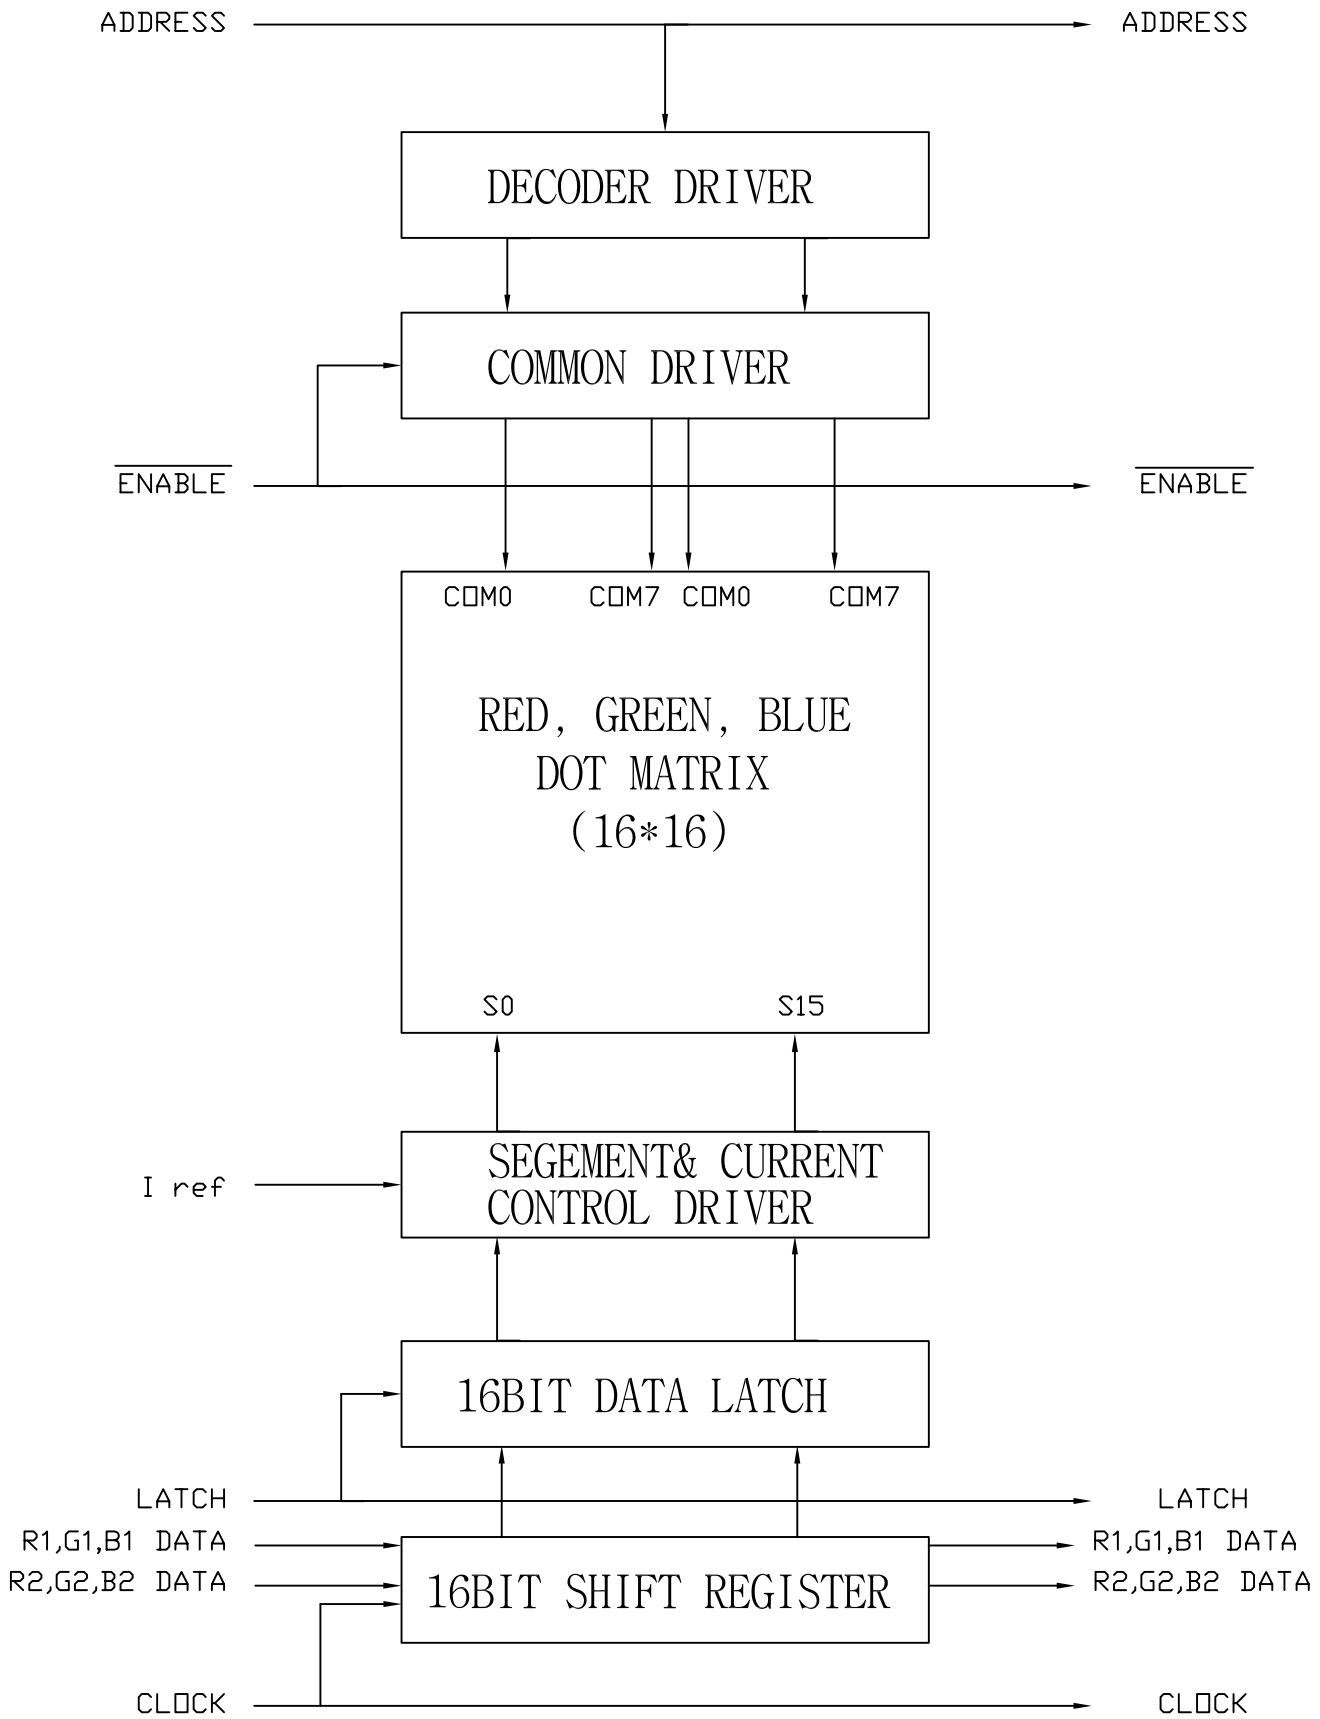 ADDRESS ADDRESS
DECODER DRIVER
COMMON DRIVER
ENABLE ENABLE
COM0 COM7 COM0 COM7
RED, GREEN, BLUE
DOT MATRIX
(16*16)
S0 S15
SEGEMENT& CURRENT
I ref
CONTROL DRIVER
16BIT DATA LATCH
LATCH LATCH
R1,G1,B1 DATA R1,G1,B1 DATA
R2,G2,B2 DATA R2,G2,B2 DATA
16BIT SHIFT REGISTER
CLOCK CLOCK